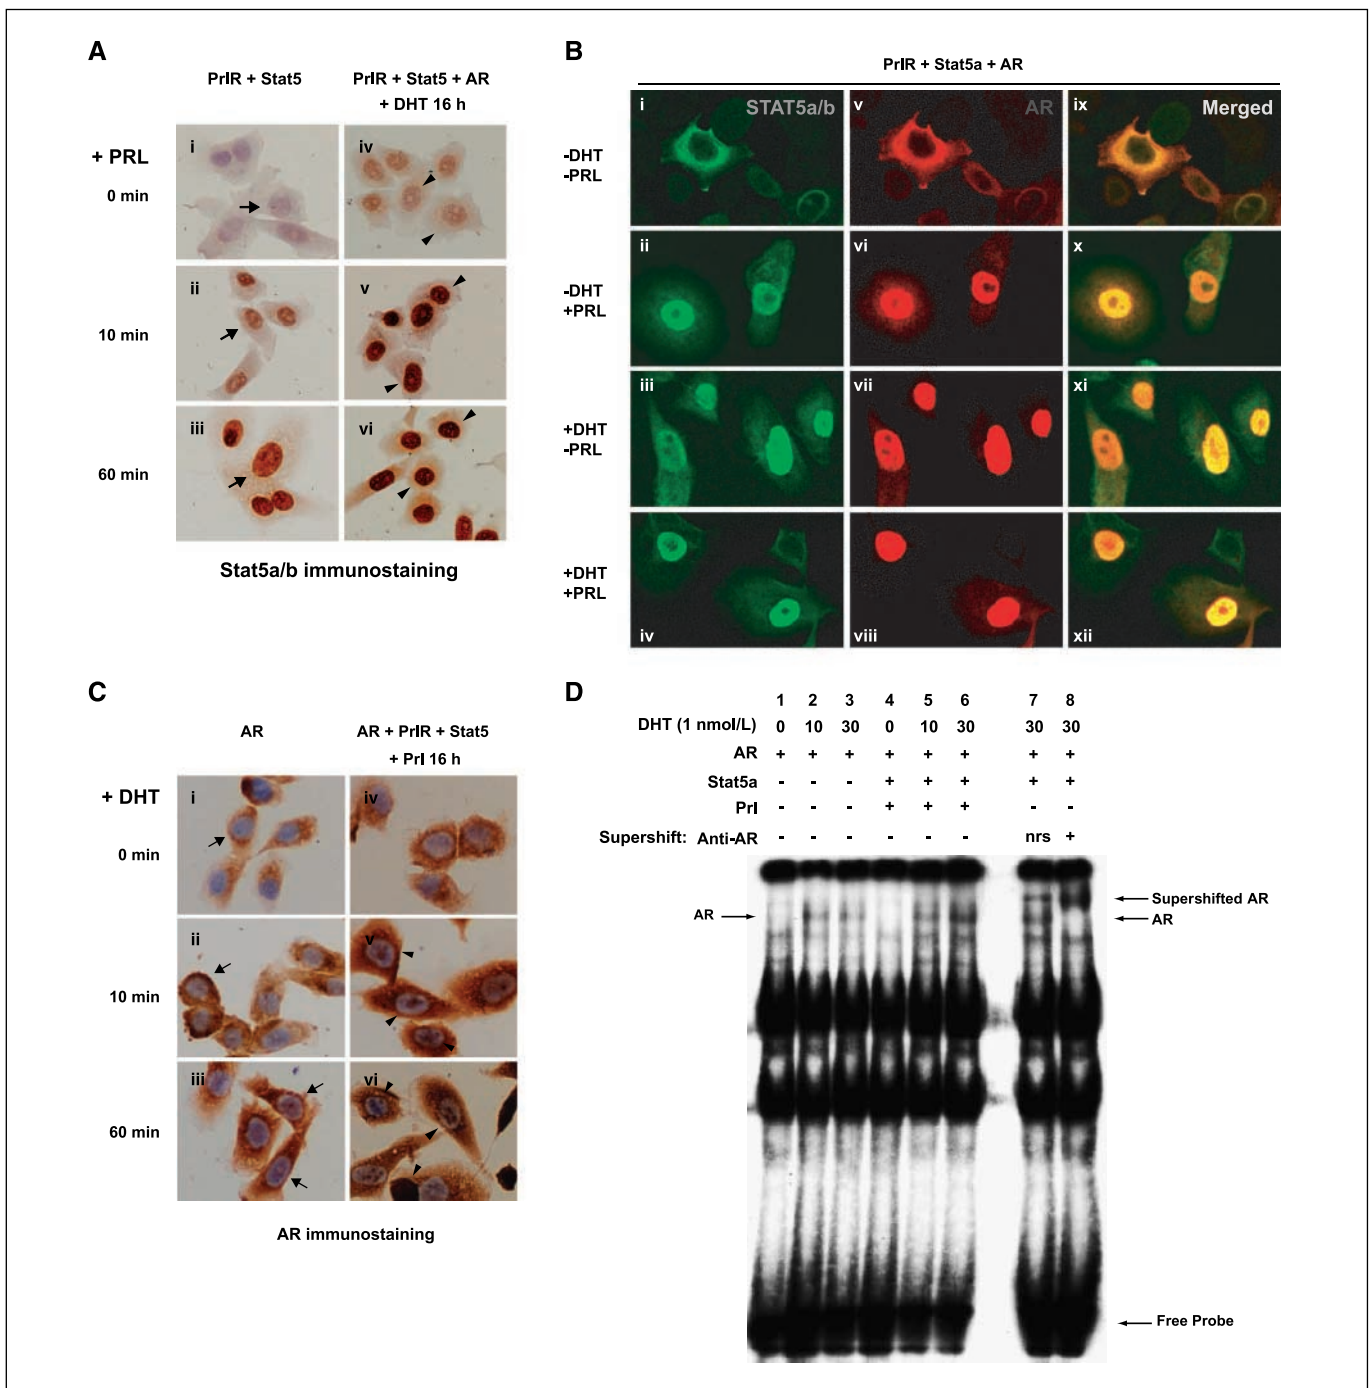 A
PrlR + Stat5
PrlR + Stat5 + AR
+ DHT 16 h
+ PRL
0 min
10 min
60 min
i
iv
ii
v
iii
vi
Stat5a/b immunostaining
B
PrlR + Stat5a + AR
-DHT
-PRL
i
STAT5a/b
v
AR
ix
Merged
-DHT
+PRL
ii
vi
x
+DHT
-PRL
iii
vii
xi
+DHT
+PRL
iv
viii
xii
C
AR
AR + PrlR + Stat5
+ Prl 16 h
+ DHT
0 min
10 min
60 min
i
iv
ii
v
iii
vi
AR immunostaining
D
1 2 3 4 5 6 7 8
DHT (1 nmol/L) 0 10 30 0 10 30 30 30
AR + + + + + + + +
Stat5a - - - + + + + +
Prl - - - + + + - -
Supershift: Anti-AR - - - - - - nrs +
AR
Supershifted AR
AR
Free Probe